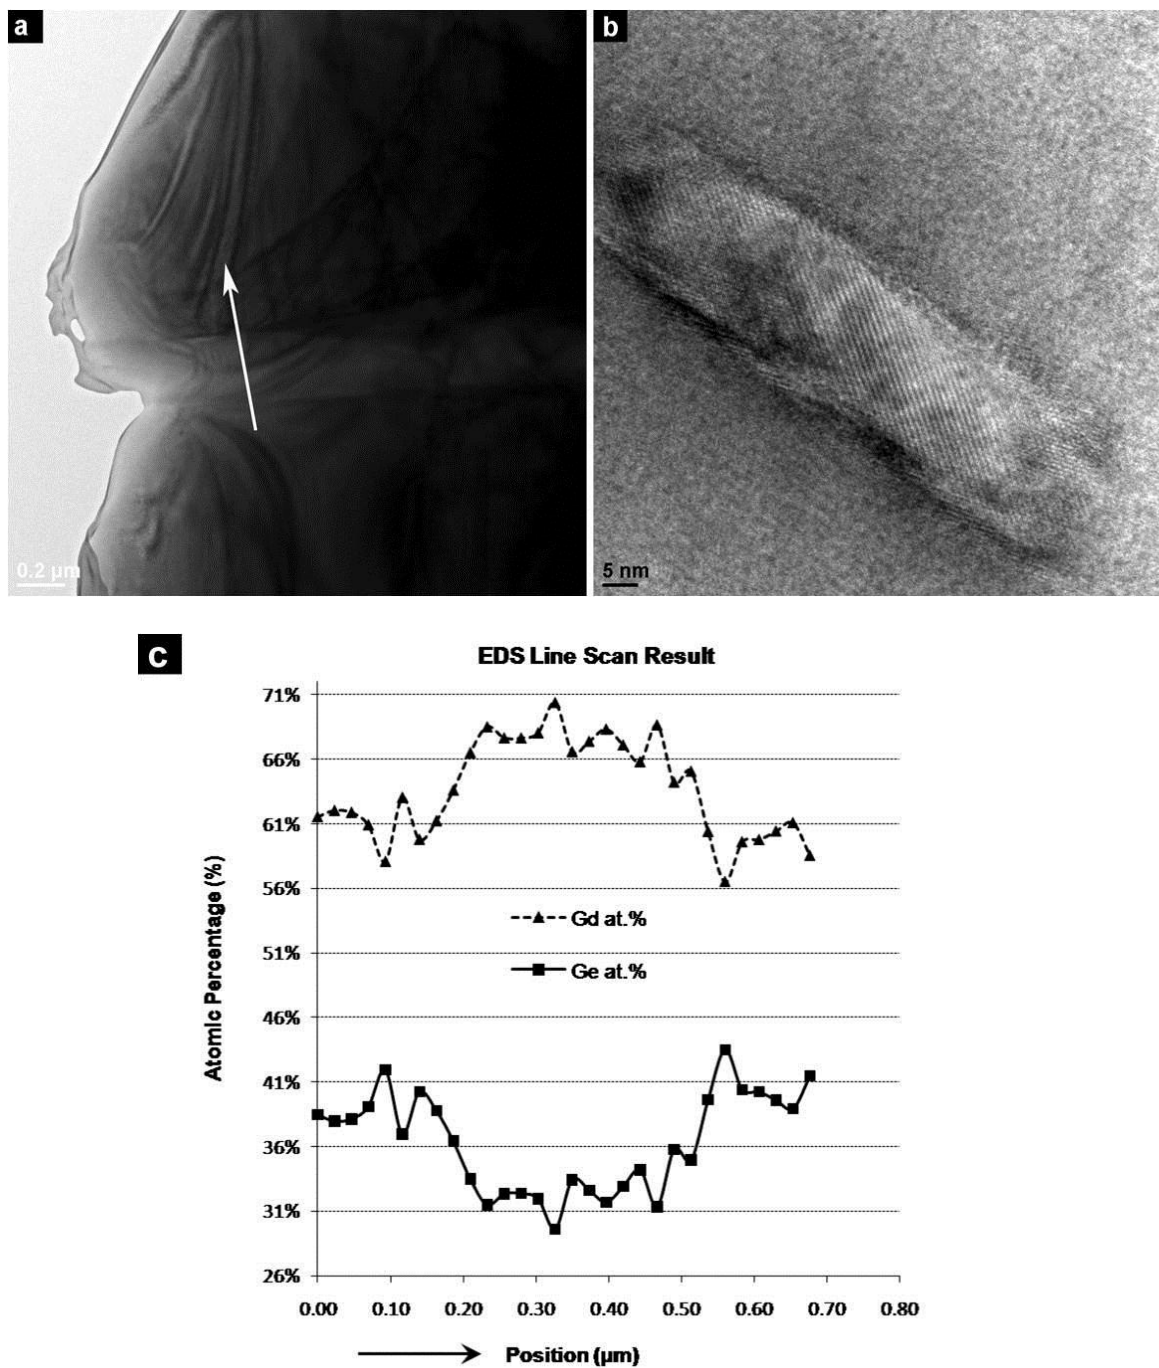 a
b
0.2 µm
5 nm
c
EDS Line Scan Result
71%
66%
61%
56%
51%
46%
41%
36%
31%
26%
Atomic Percentage (%)
Gd at.%
Ge at.%
0.00 0.10 0.20 0.30 0.40 0.50 0.60 0.70 0.80
Position (µm)